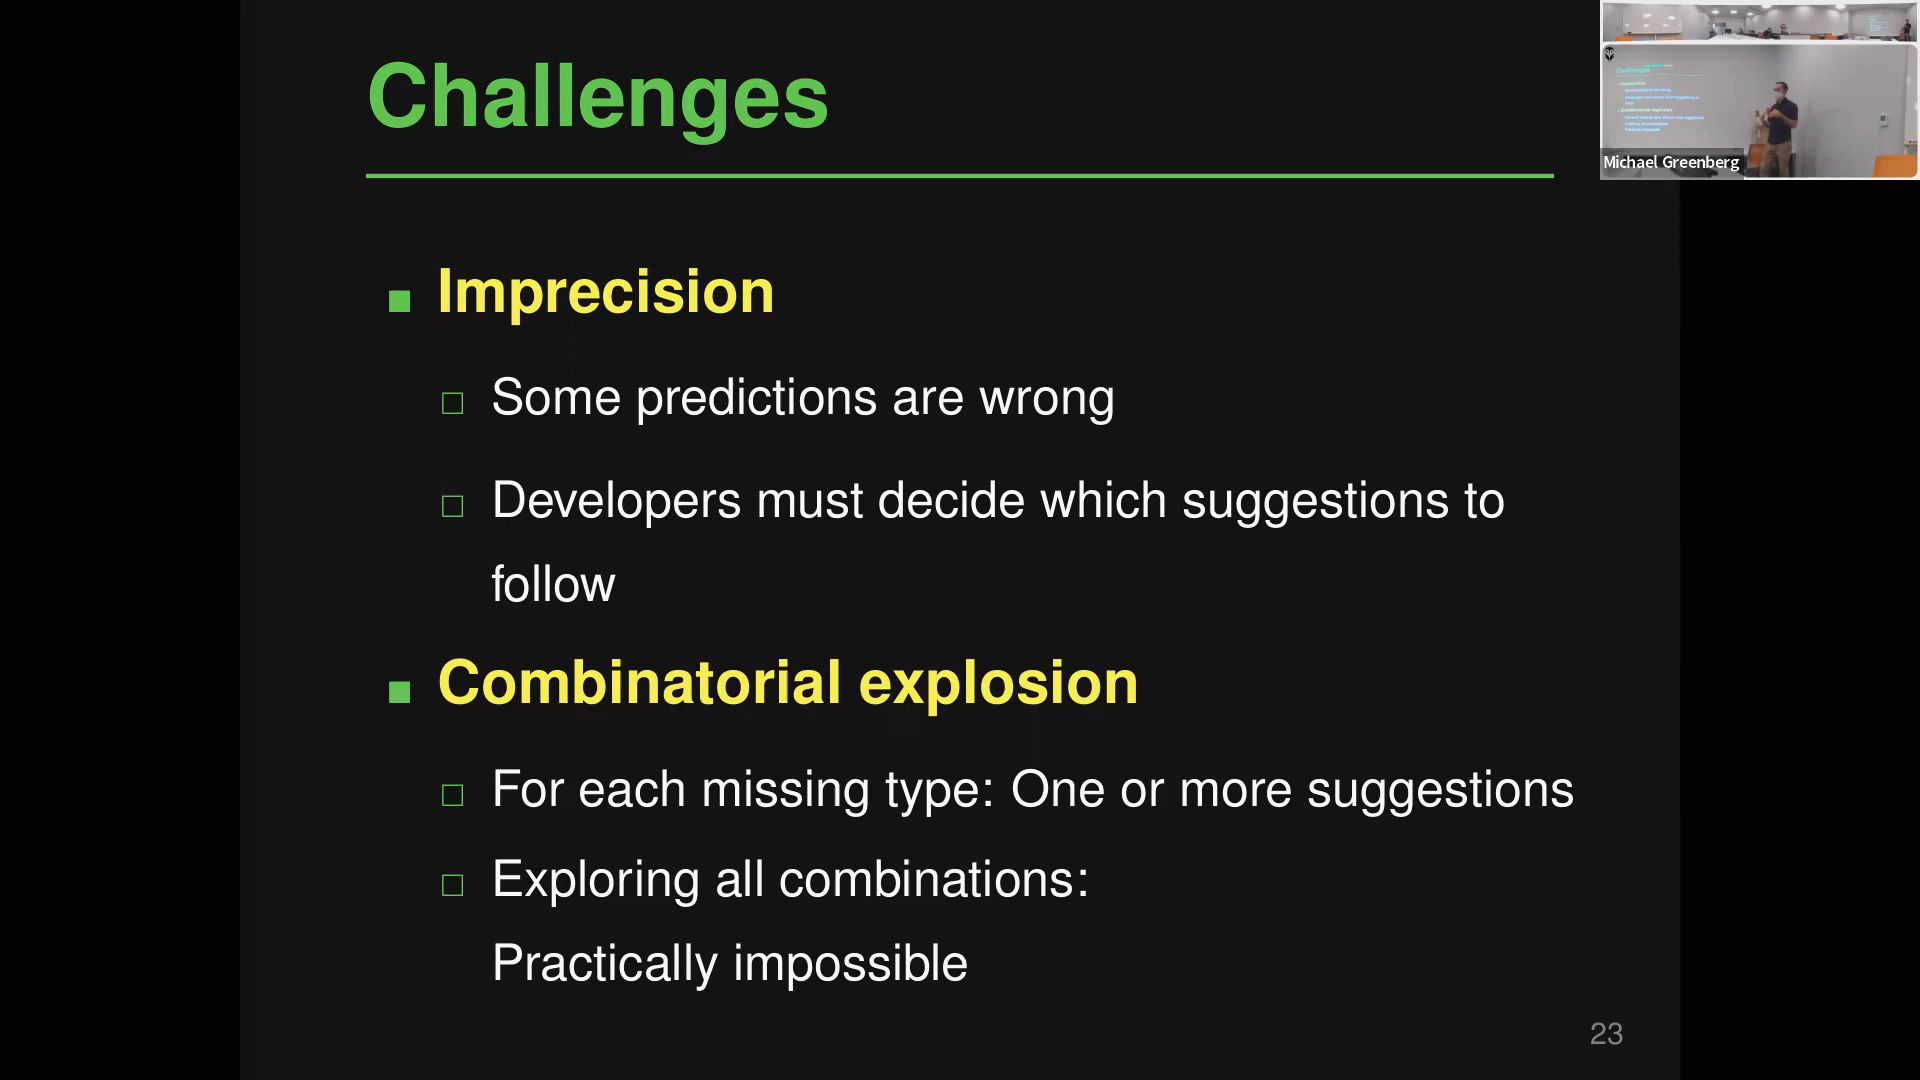 Challenges
Imprecision
Some predictions are wrong
Developers must decide which suggestions to
follow
Combinatorial explosion
For each missing type: One or more suggestions
Exploring all combinations:
Practically impossible
23
Michael Greenberg
Challenges